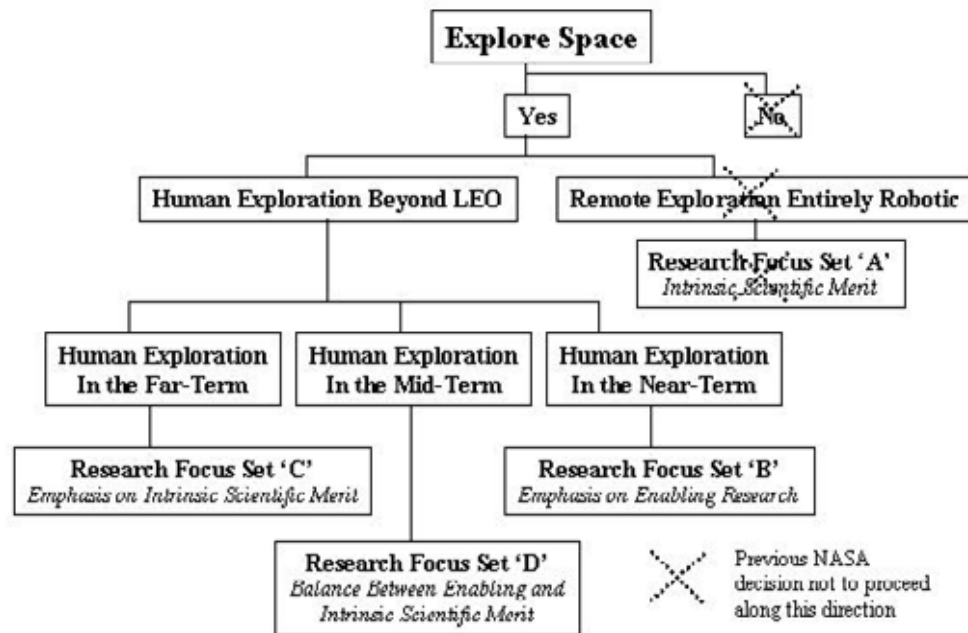 Explore Space
Yes
No
Human Exploration Beyond LEO
Remote Exploration Entirely Robotic
Research Focus Set ‘A’
Intrinsic Scientific Merit
Human Exploration
In the Far-Term
Human Exploration
In the Mid-Term
Human Exploration
In the Near-Term
Research Focus Set ‘C’
Emphasis on Intrinsic Scientific Merit
Research Focus Set ‘B’
Emphasis on Enabling Research
Research Focus Set ‘D’
Balance Between Enabling and
Intrinsic Scientific Merit
Previous NASA
decision not to proceed
along this direction